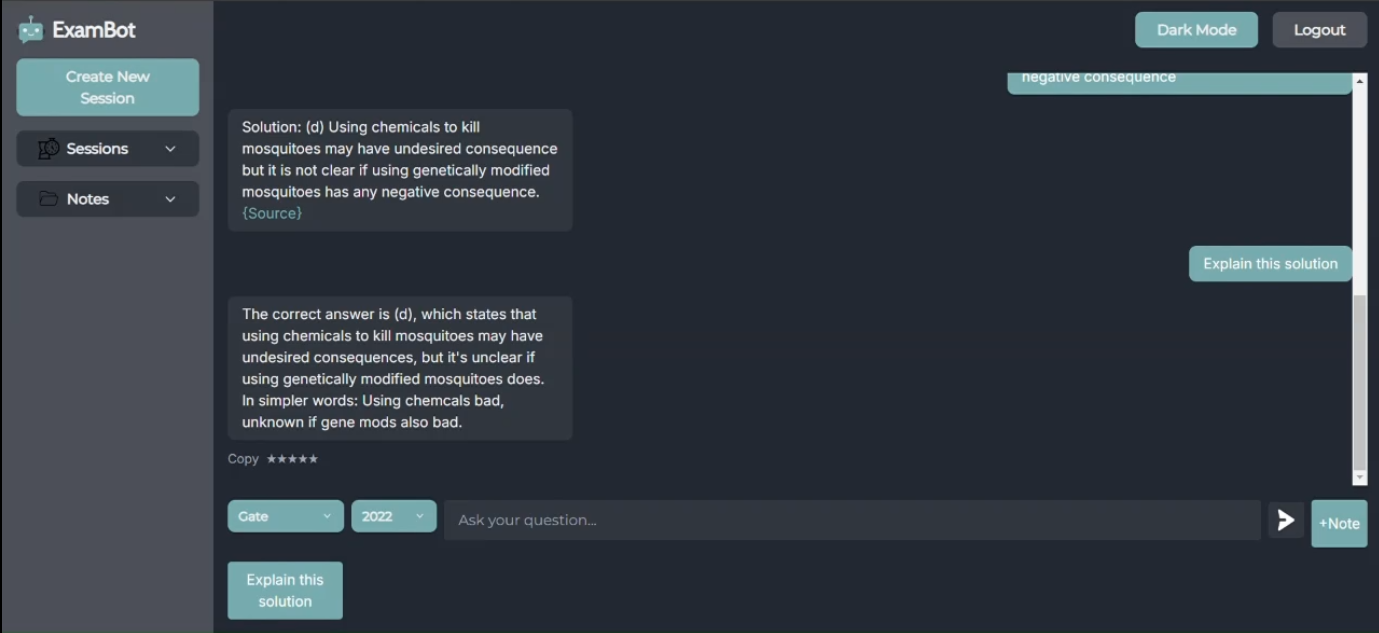 ExamBot
Dark Mode
Logout
Create New
Session
Sessions
Notes
negative consequence
Solution: (d) Using chemicals to kill
mosquitoes may have undesired consequence
but it is not clear if using genetically modified
mosquitoes has any negative consequence.
{Source}
Explain this solution
The correct answer is (d), which states that
using chemicals to kill mosquitoes may have
undesired consequences, but it's unclear if
using genetically modified mosquitoes does.
In simpler words: Using chemcals bad,
unknown if gene mods also bad.
Copy ★★★★★
Gate
2022
Ask your question...
+Note
Explain this
solution